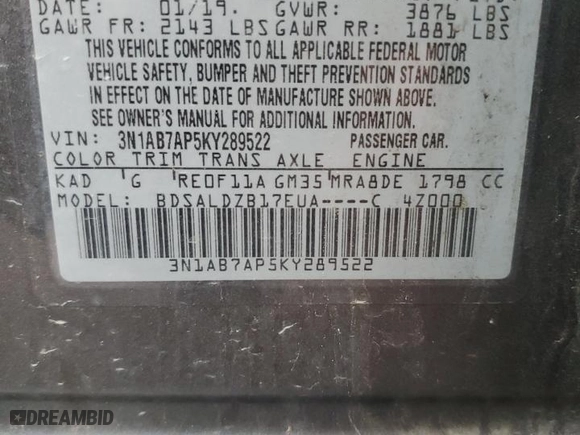 DATE: 01/19. GVWR: 3876 LBS
GAWR FR: 2143 LBS GAWR RR: 1881 LBS
THIS VEHICLE CONFORMS TO ALL APPLICABLE FEDERAL MOTOR
VEHICLE SAFETY, BUMPER AND THEFT PREVENTION STANDARDS
IN EFFECT ON THE DATE OF MANUFACTURE SHOWN ABOVE.
SEE OWNER'S MANUAL FOR ADDITIONAL INFORMATION.
VIN: 3N1AB7AP5KY289522 PASSENGER CAR.
COLOR TRIM TRANS AXLE ENGINE
KAD G RE0F11A GM35 MRA8DE 1798 CC
MODEL: BDSALDZB17EUA----C 4Z000
3N1AB7AP5KY289522
DREAMBID